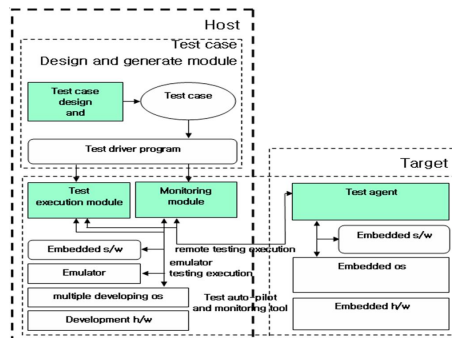 Host
Test case
Design and generate module
Test case
design
and
Test case
Test driver program
Target
Test
execution module
Monitoring
module
Test agent
Embedded s/w
remote testing execution
Embedded s/w
emulator
testing execution
Emulator
Embedded os
multiple developing os
Test auto-pilot
and monitoring tool
Development h/w
Embedded h/w